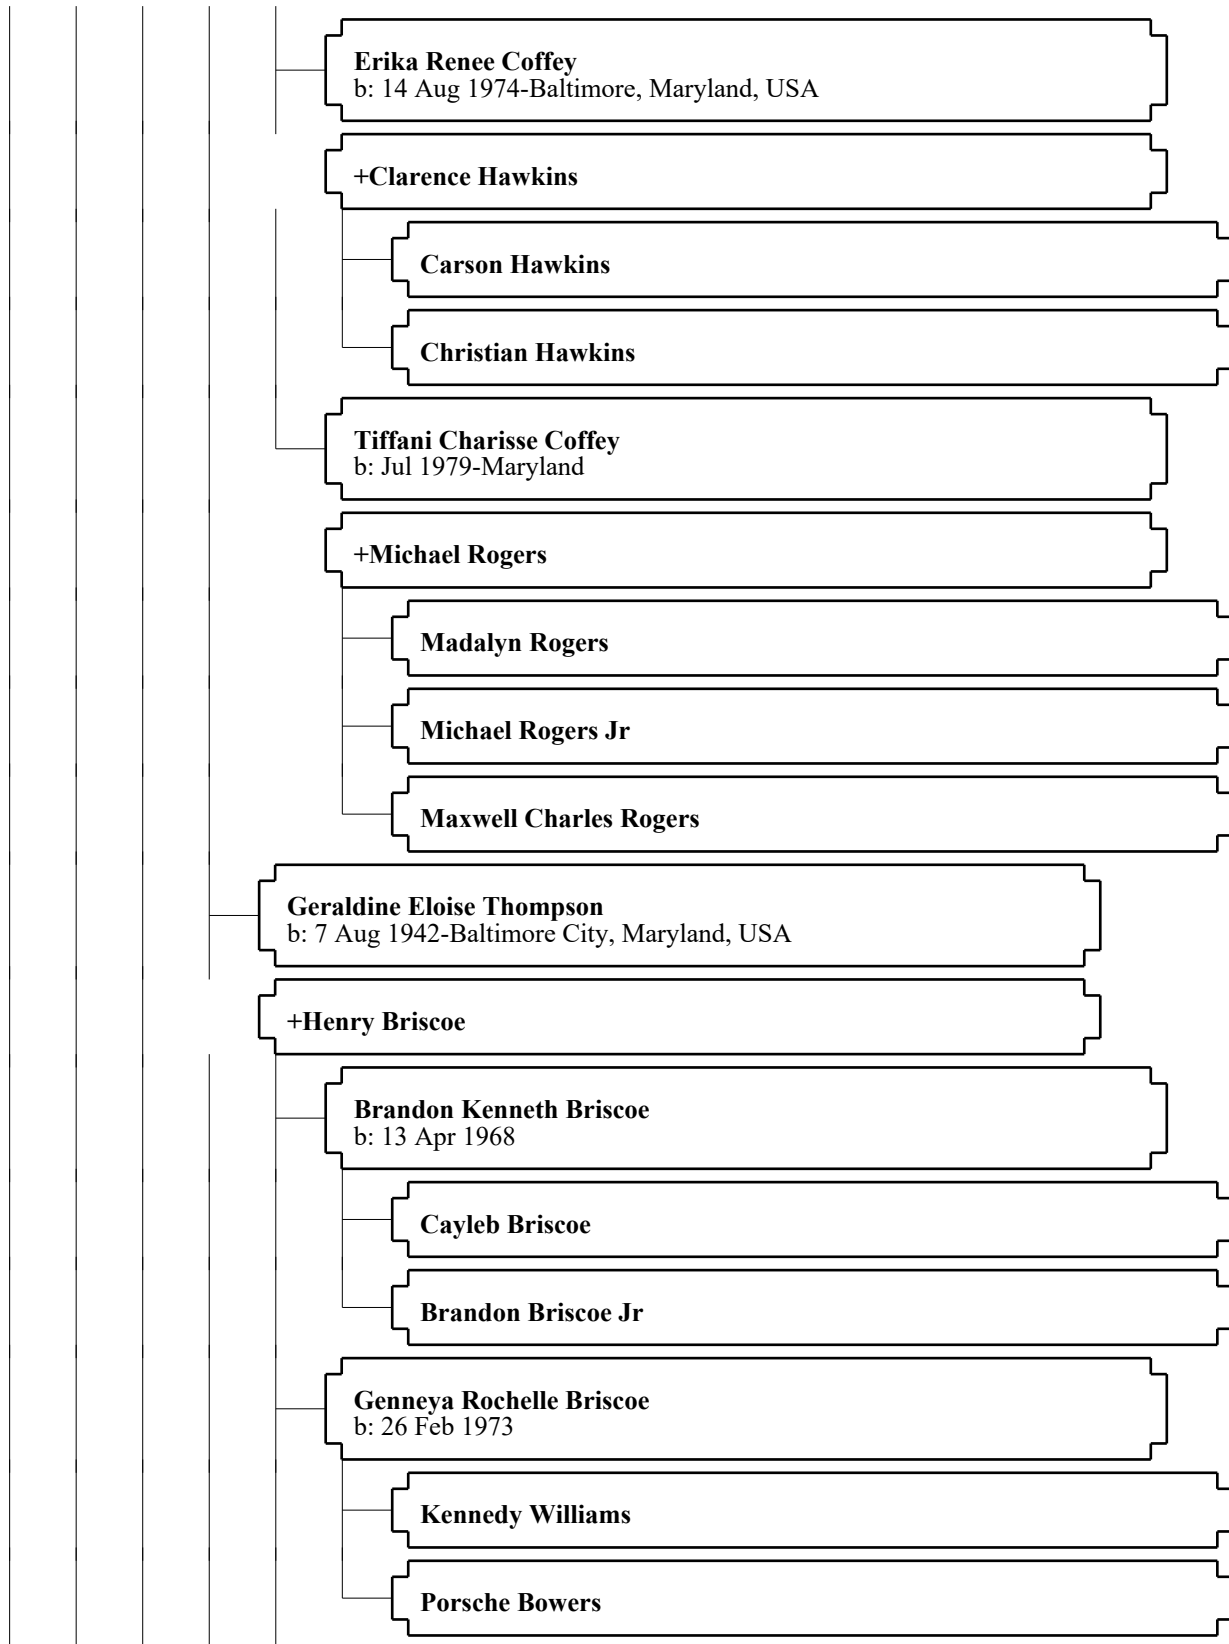 Erika Renee Coffey
b: 14 Aug 1974-Baltimore, Maryland, USA
+Clarence Hawkins
Carson Hawkins
Christian Hawkins
Tiffani Charisse Coffey
b: Jul 1979-Maryland
+Michael Rogers
Madalyn Rogers
Michael Rogers Jr
Maxwell Charles Rogers
Geraldine Eloise Thompson
b: 7 Aug 1942-Baltimore City, Maryland, USA
+Henry Briscoe
Brandon Kenneth Briscoe
b: 13 Apr 1968
Cayleb Briscoe
Brandon Briscoe Jr
Genneya Rochelle Briscoe
b: 26 Feb 1973
Kennedy Williams
Porsche Bowers